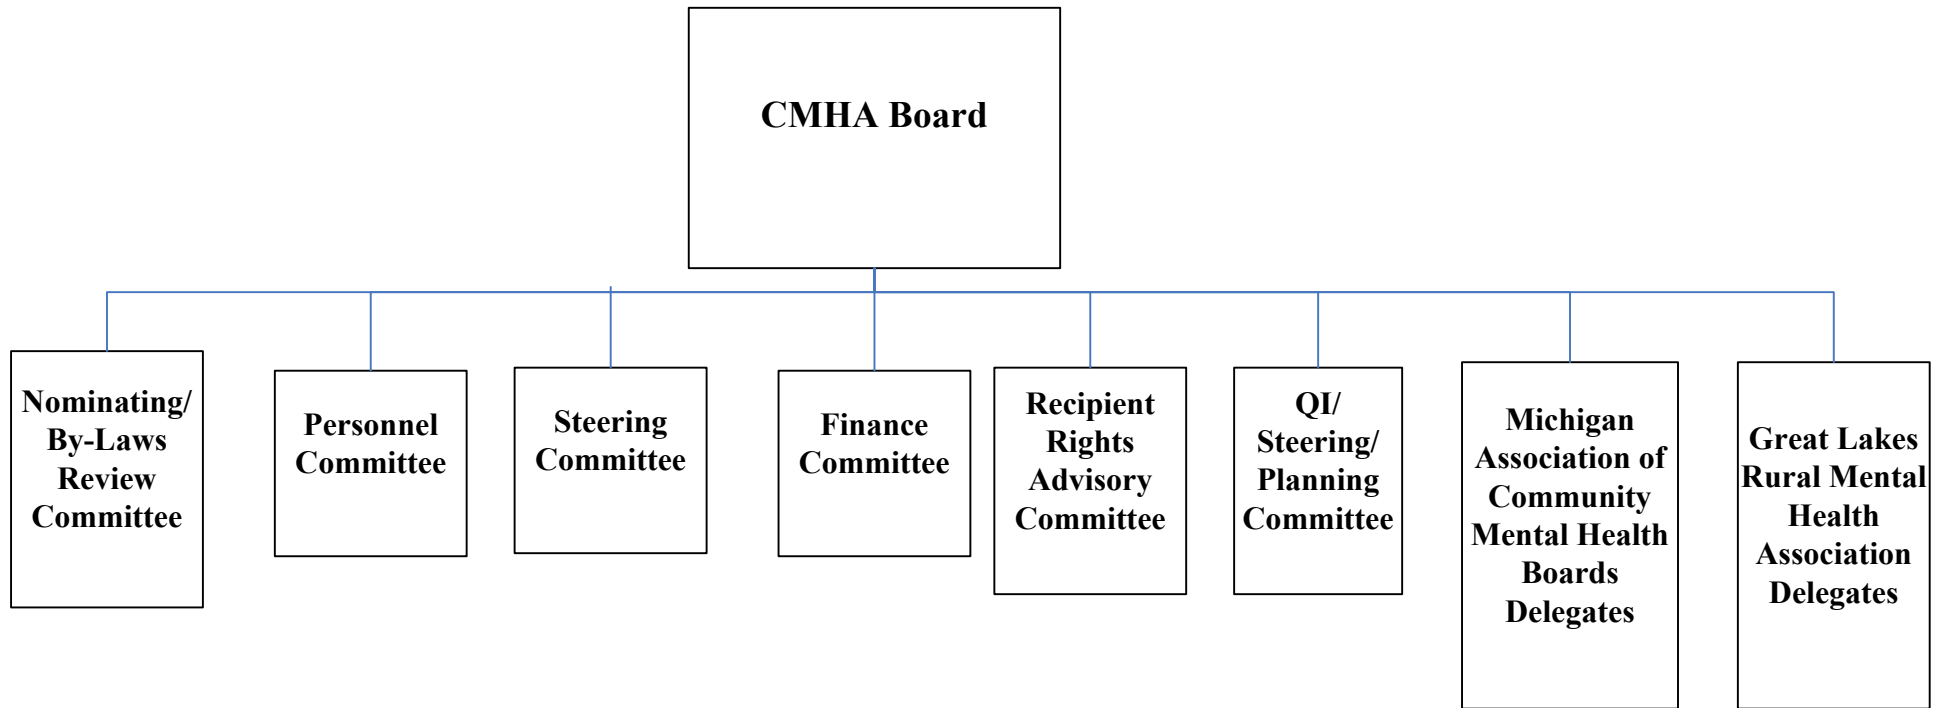 CMHA Board
Nominating/
By-Laws
Review
Committee
Personnel
Committee
Steering
Committee
Finance
Committee
Recipient
Rights
Advisory
Committee
QI/
Steering/
Planning
Committee
Michigan
Association of
Community
Mental Health
Boards
Delegates
Great Lakes
Rural Mental
Health
Association
Delegates